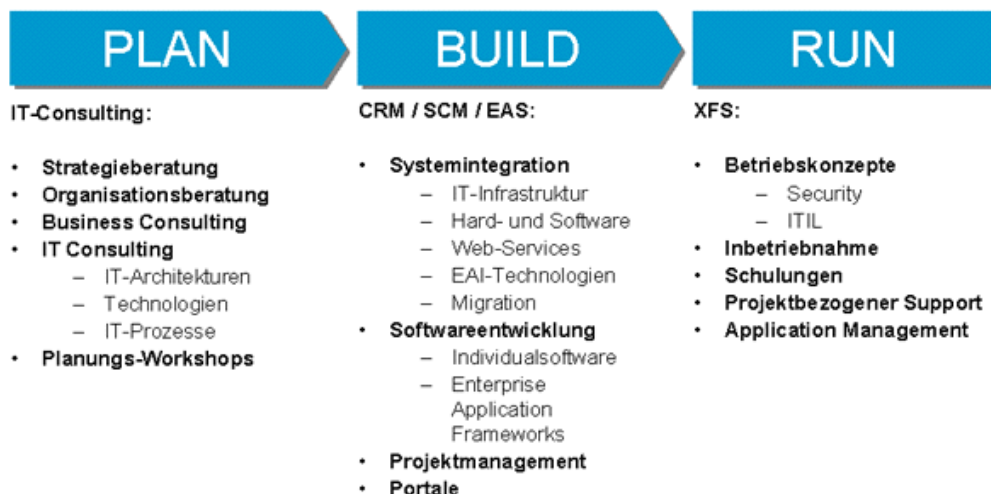 PLAN
IT-Consulting:
• Strategieberatung
• Organisationsberatung
• Business Consulting
• IT Consulting
– IT-Architekturen
– Technologien
– IT-Prozesse
• Planungs-Workshops
BUILD
CRM / SCM / EAS:
• Systemintegration
– IT-Infrastruktur
– Hard- und Software
– Web-Services
– EAI-Technologien
– Migration
• Softwareentwicklung
– Individualsoftware
– Enterprise
Application
Frameworks
• Projektmanagement
• Portale
RUN
XFS:
• Betriebskonzepte
– Security
– ITIL
• Inbetriebnahme
• Schulungen
• Projektbezogener Support
• Application Management